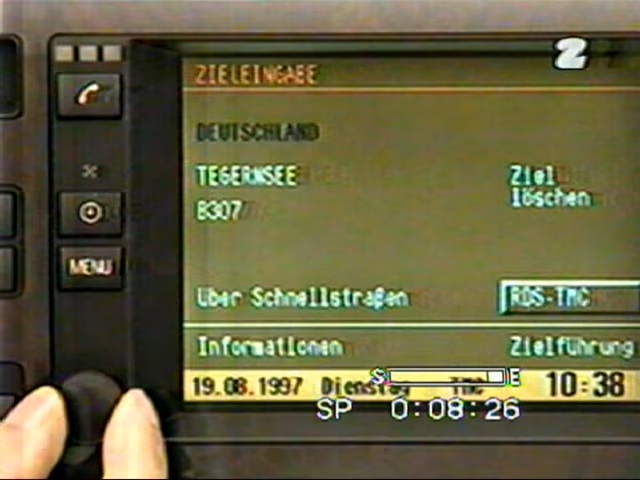 2
ZIELEINGABE
DEUTSCHLAND
TEGERNSEE
Ziel
löschen
B307
MENU
Über Schnellstraßen
RDS-TMC
Informationen
Zielführung
19.08.1997 Dienstag TMC 10:38
S E
SP 0:08:26